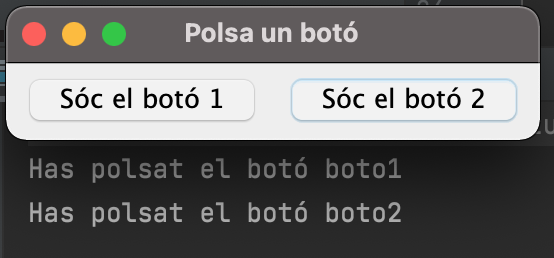 Polsa un botó
Sóc el botó 1
Sóc el botó 2
Has polsat el botó boto1
Has polsat el botó boto2